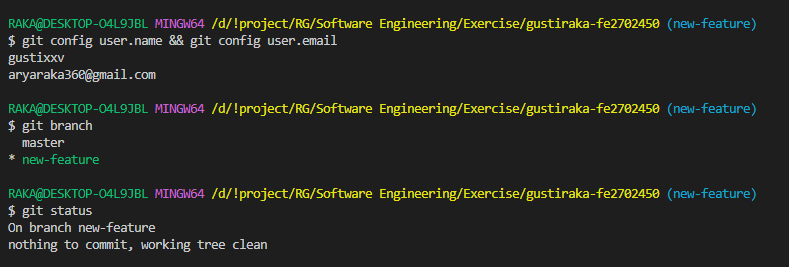 RAKA@DESKTOP-O4L9JBL MINGW64 /d/!project/RG/Software Engineering/Exercise/gustiraka-fe2702450 (new-feature)
$ git config user.name && git config user.email
gustixxv
aryaraka360@gmail.com
RAKA@DESKTOP-O4L9JBL MINGW64 /d/!project/RG/Software Engineering/Exercise/gustiraka-fe2702450 (new-feature)
$ git branch
master
* new-feature
RAKA@DESKTOP-O4L9JBL MINGW64 /d/!project/RG/Software Engineering/Exercise/gustiraka-fe2702450 (new-feature)
$ git status
On branch new-feature
nothing to commit, working tree clean